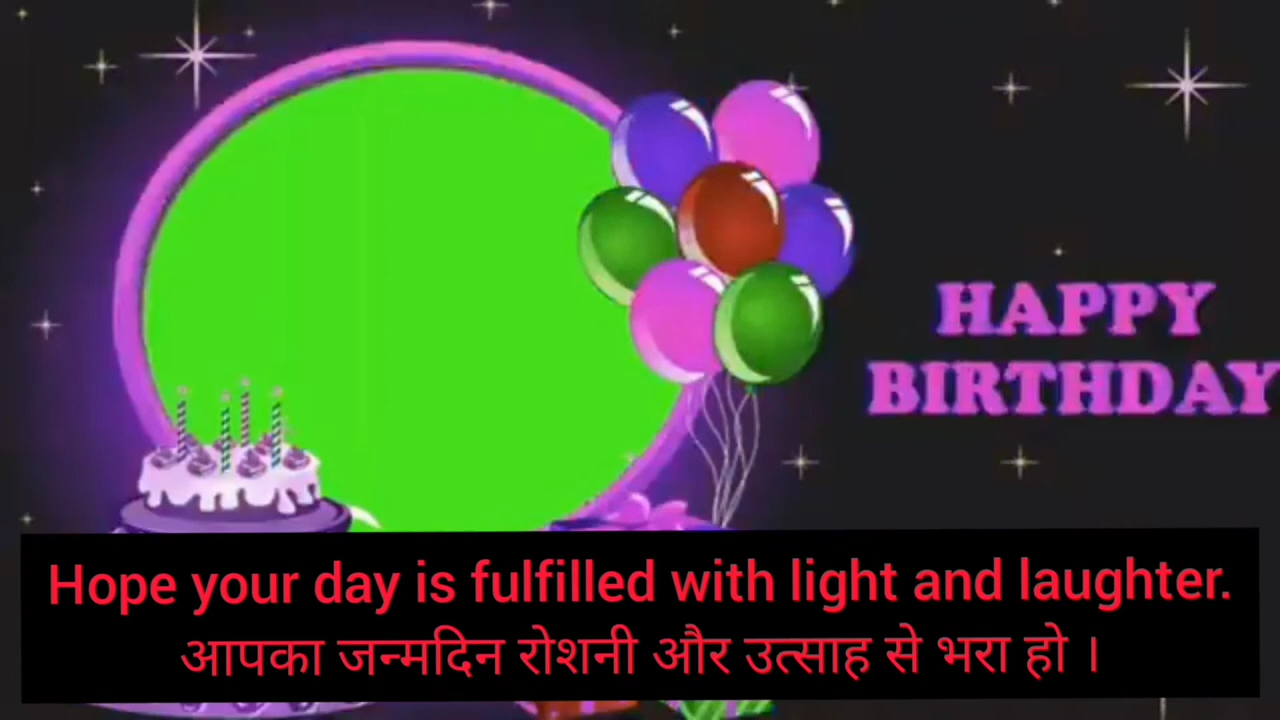 HAPPY
BIRTHDAY
Hope your day is fulfilled with light and laughter.
आपका जन्मदिन रोशनी और उत्साह से भरा हो ।